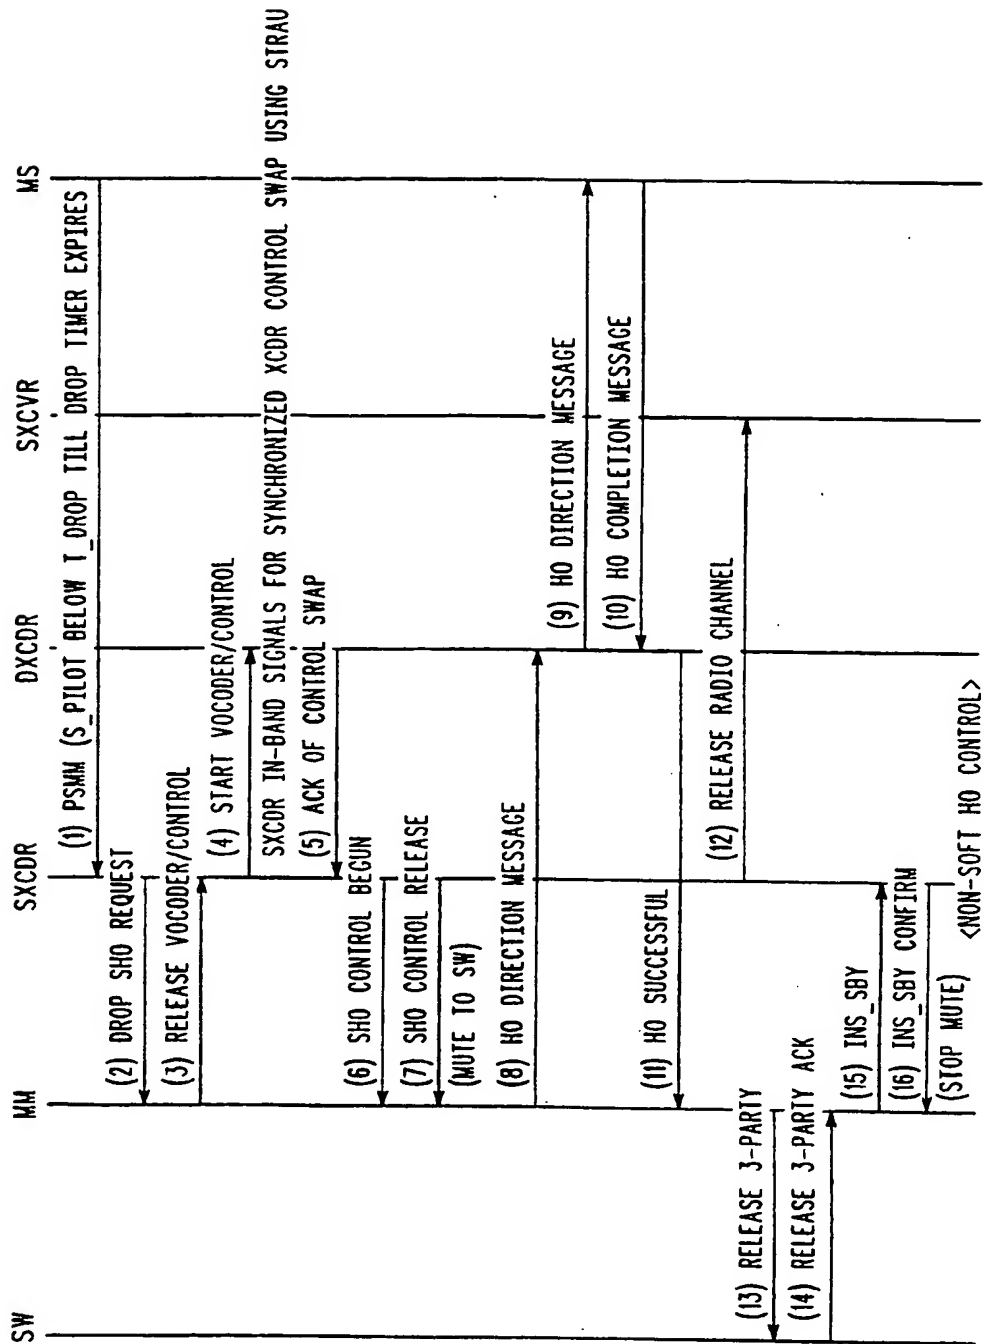 SW
MM
SXCDR
DXCDR
SXCVR
MS
(1) PSMM (S_PILOT BELOW T_DROP TILL DROP TIMER EXPIRES
(2) DROP SHO REQUEST
(3) RELEASE VOCODER/CONTROL
(4) START VOCODER/CONTROL
SXCDR IN-BAND SIGNALS FOR SYNCHRONIZED XCDR CONTROL SWAP USING STRAU
(5) ACK OF CONTROL SWAP
(6) SHO CONTROL BEGUN
(7) SHO CONTROL RELEASE
(MUTE TO SW)
(8) HO DIRECTION MESSAGE
(9) HO DIRECTION MESSAGE
(10) HO COMPLETION MESSAGE
(11) HO SUCCESSFUL
(12) RELEASE RADIO CHANNEL
(13) RELEASE 3-PARTY
(14) RELEASE 3-PARTY ACK
(15) INS_SBY
(16) INS_SBY CONFIRM
(STOP MUTE)
<NON-SOFT HO CONTROL>